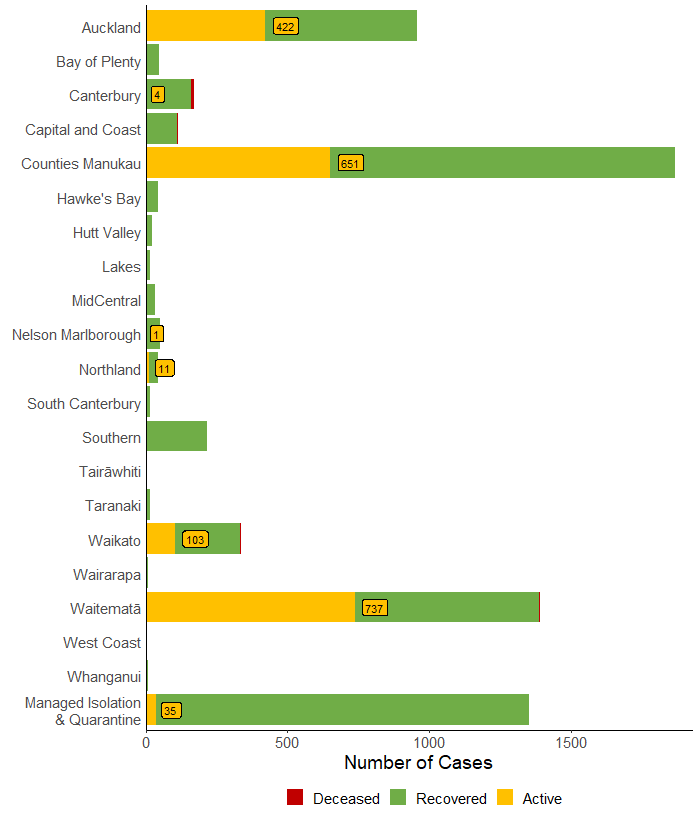 Auckland 422
Bay of Plenty
Canterbury 4
Capital and Coast
Counties Manukau 651
Hawke's Bay
Hutt Valley
Lakes
MidCentral
Nelson Marlborough 1
Northland 11
South Canterbury
Southern
Tairāwhiti
Taranaki
Waikato 103
Wairarapa
Waitematā 737
West Coast
Whanganui
Managed Isolation
& Quarantine 35
0 500 1000 1500
Number of Cases
Deceased Recovered Active